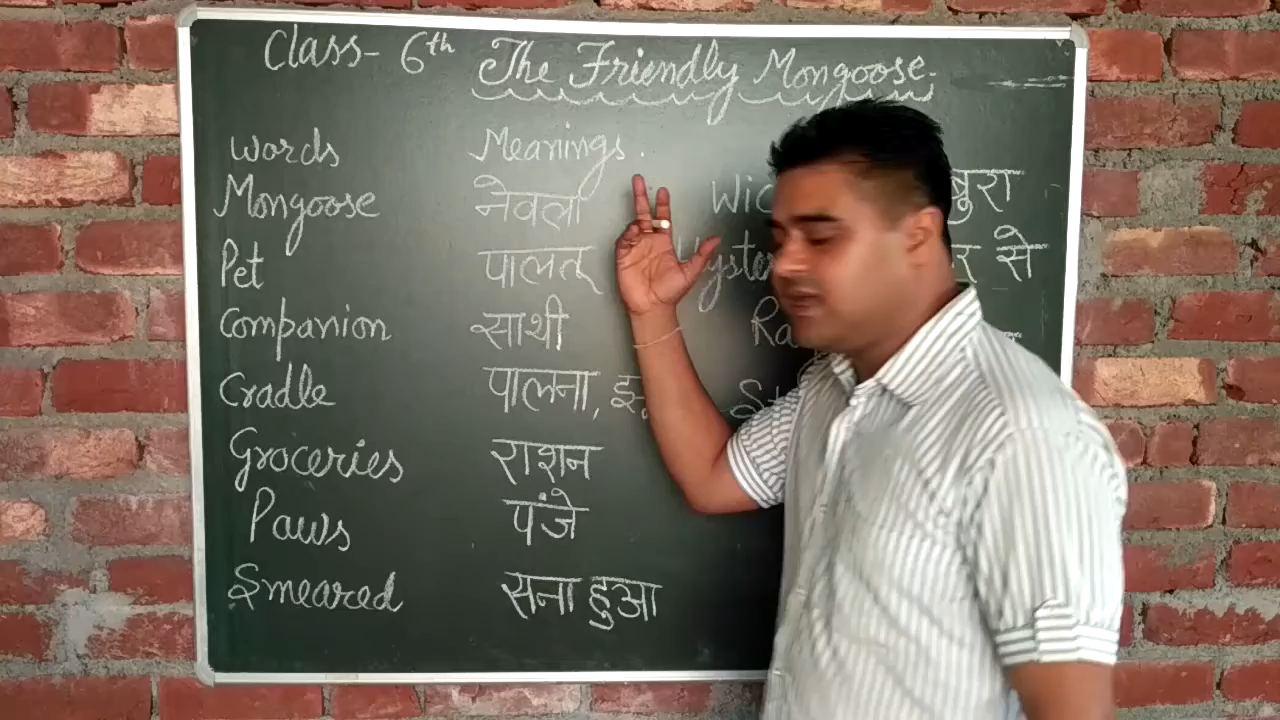 Class- 6th The Friendly Mongoose.
words Meanings.
Mongoose नेवला बुरा
Pet पालतू से
Companion साथी
Cradle पालना,
Groceries राशन
Paws पंजे
Smeared सना हुआ